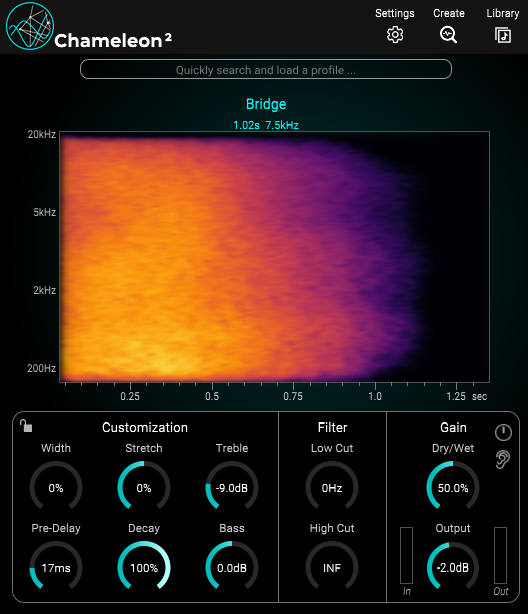 Settings Create Library
Chameleon²
Quickly search and load a profile ...
Bridge
1.02s 7.5kHz
20kHz
5kHz
2kHz
200Hz
0.25 0.5 0.75 1.0 1.25 sec
Customization Filter Gain
Width Stretch Treble Low Cut Dry/Wet
0% 0% -9.0dB 0Hz 50.0%
Pre-Delay Decay Bass High Cut Output
17ms 100% 0.0dB INF -2.0dB
In Out